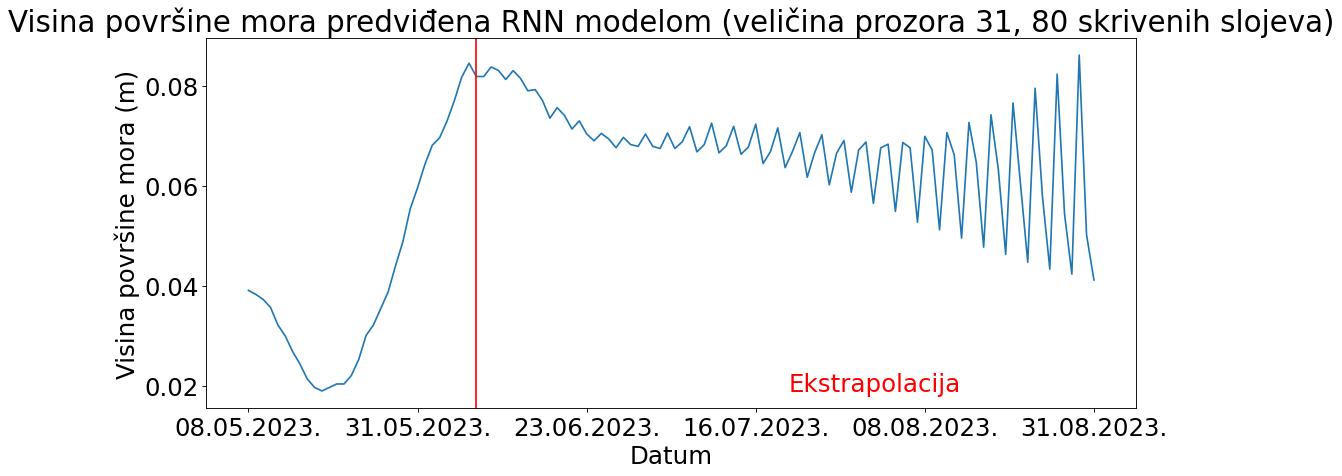 Visina površine mora predviđena RNN modelom (veličina prozora 31, 80 skrivenih slojeva)
Visina površine mora (m)
0.08
0.06
0.04
0.02
Ekstrapolacija
08.05.2023. 31.05.2023. 23.06.2023. 16.07.2023. 08.08.2023. 31.08.2023.
Datum